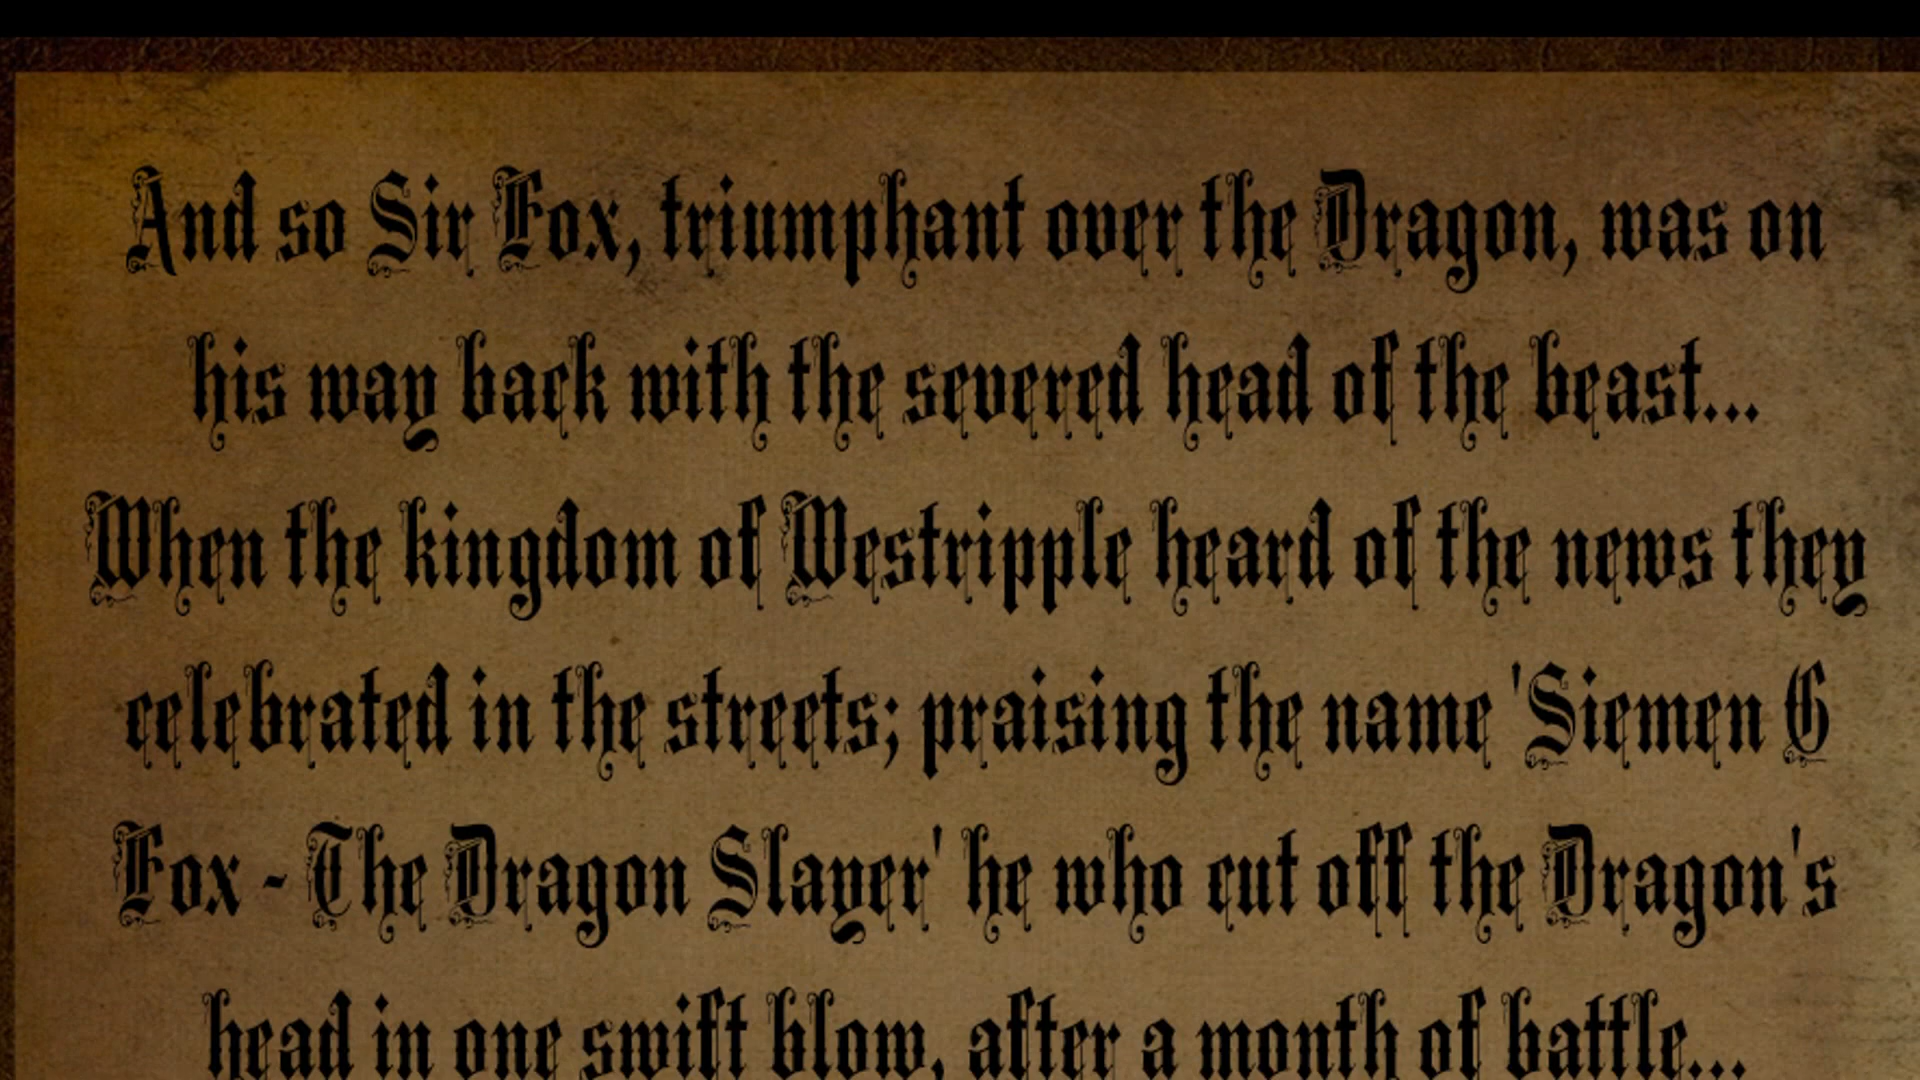 And so Sir Fox, triumphant over the Dragon, was on
his way back with the severed head of the beast...
When the kingdom of Westripple heard of the news they
celebrated in the streets; praising the name 'Siemen G
Fox - The Dragon Slayer' he who cut off the Dragon's
head in one swift blow, after a month of battle...